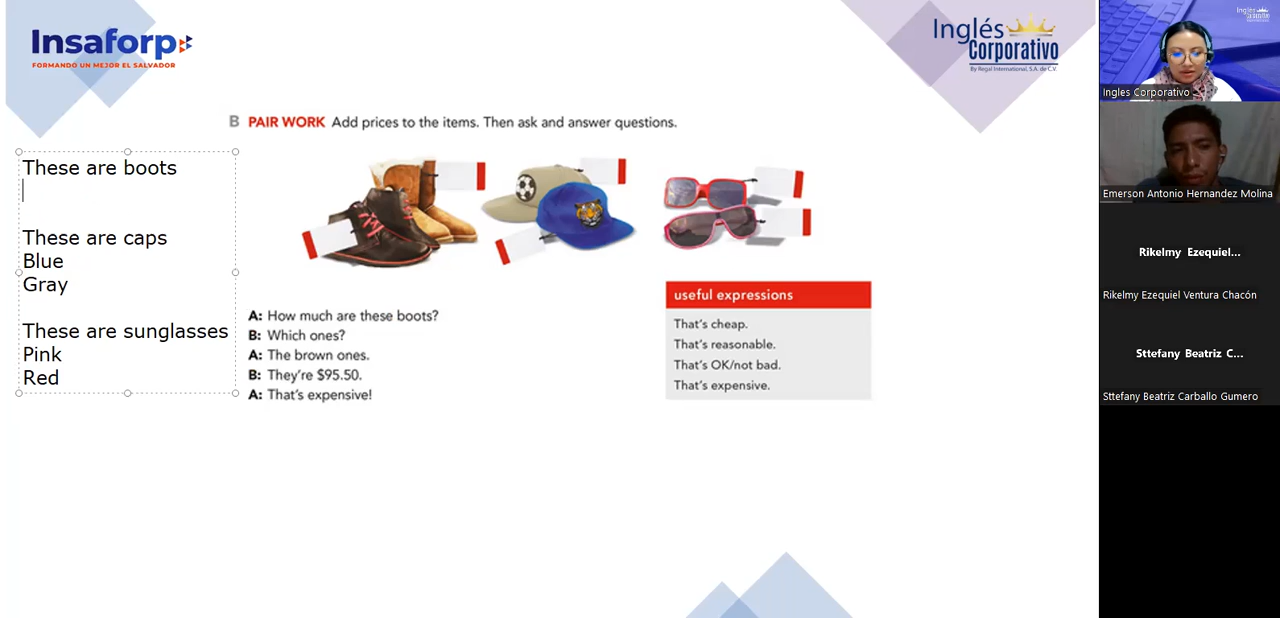 Insaforp
FORMANDO UN MEJOR EL SALVADOR
Inglés
Corporativo
By Regal International, S.A. de C.V.
B PAIR WORK Add prices to the items. Then ask and answer questions.
These are boots
These are caps
Blue
Gray
These are sunglasses
Pink
Red
A: How much are these boots?
B: Which ones?
A: The brown ones.
B: They're $95.50.
A: That's expensive!
useful expressions
That's cheap.
That's reasonable.
That's OK/not bad.
That's expensive.
Ingles Corporativo
Emerson Antonio Hernandez Molina
Rikelmy Ezequiel...
Rikelmy Ezequiel Ventura Chacón
Sttefany Beatriz C...
Sttefany Beatriz Carballo Gumero